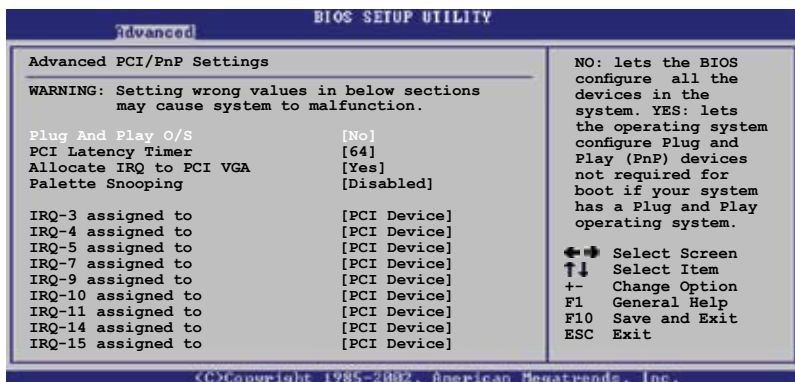 BIOS SETUP UTILITY
Advanced
Advanced PCI/PnP Settings
WARNING: Setting wrong values in below sections
may cause system to malfunction.
Plug And Play O/S [No]
PCI Latency Timer [64]
Allocate IRQ to PCI VGA [Yes]
Palette Snooping [Disabled]
IRQ-3 assigned to [PCI Device]
IRQ-4 assigned to [PCI Device]
IRQ-5 assigned to [PCI Device]
IRQ-7 assigned to [PCI Device]
IRQ-9 assigned to [PCI Device]
IRQ-10 assigned to [PCI Device]
IRQ-11 assigned to [PCI Device]
IRQ-14 assigned to [PCI Device]
IRQ-15 assigned to [PCI Device]
NO: lets the BIOS
configure all the
devices in the
system. YES: lets
the operating system
configure Plug and
Play (PnP) devices
not required for
boot if your system
has a Plug and Play
operating system.
←→ Select Screen
↑↓ Select Item
+- Change Option
F1 General Help
F10 Save and Exit
ESC Exit
(C)Copyright 1985-2002, American Megatrends, Inc.